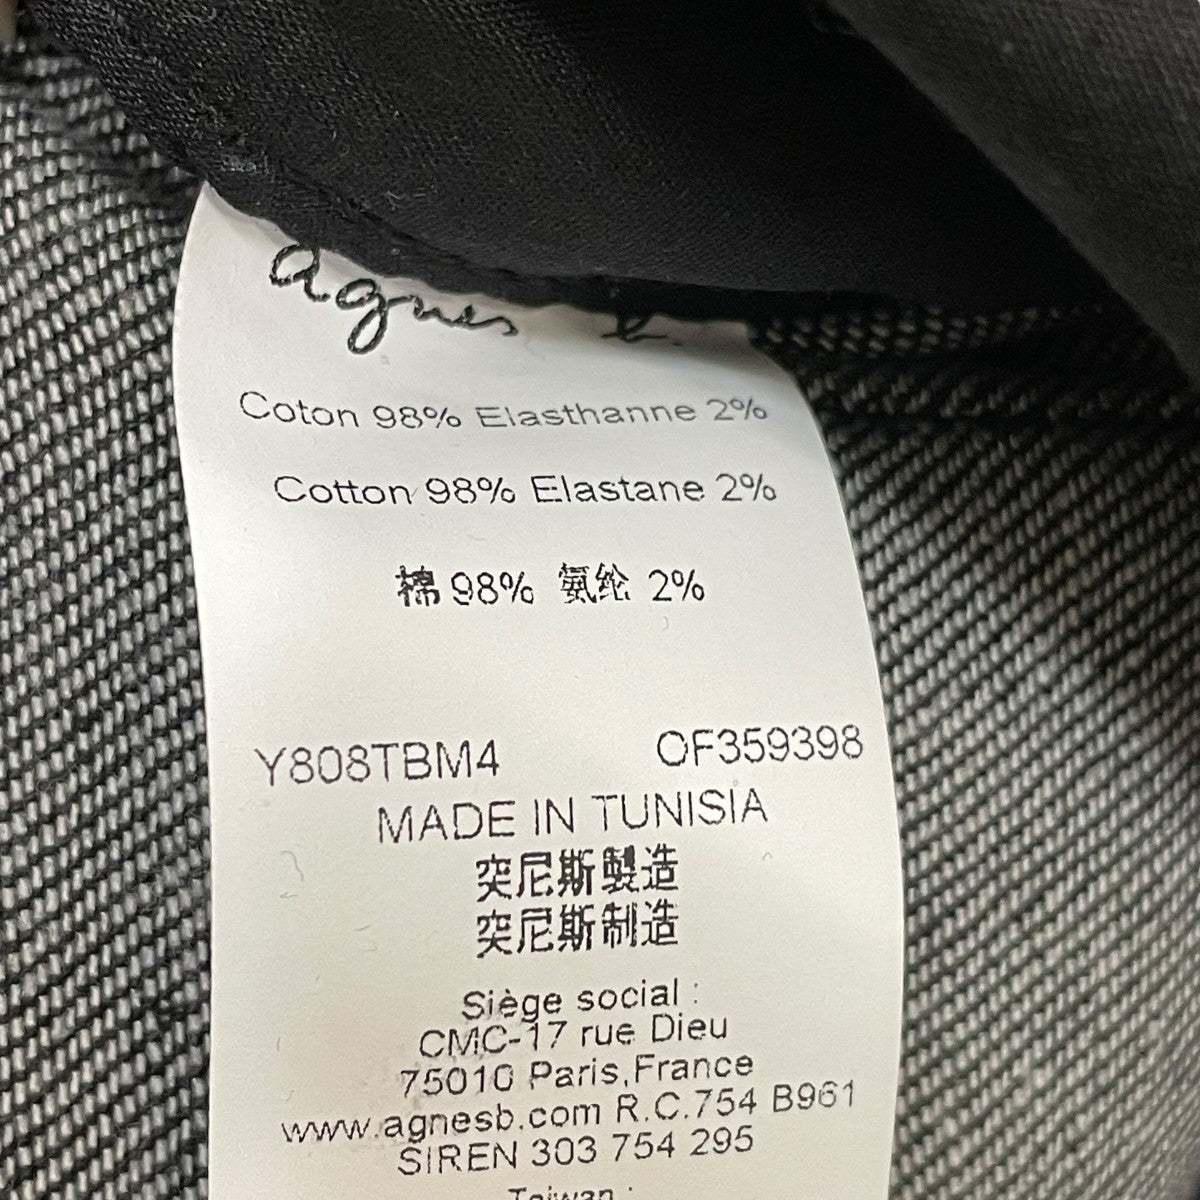 agnes b.
Coton 98% Elasthanne 2%
Cotton 98% Elastane 2%
棉 98% 氨纶 2%
Y808TBM4 OF359398
MADE IN TUNISIA
突尼斯製造
突尼斯制造
Siège social :
CMC-17 rue Dieu
75010 Paris,France
www.agnesb.com R.C.754 B961
SIREN 303 754 295
Taiwan :